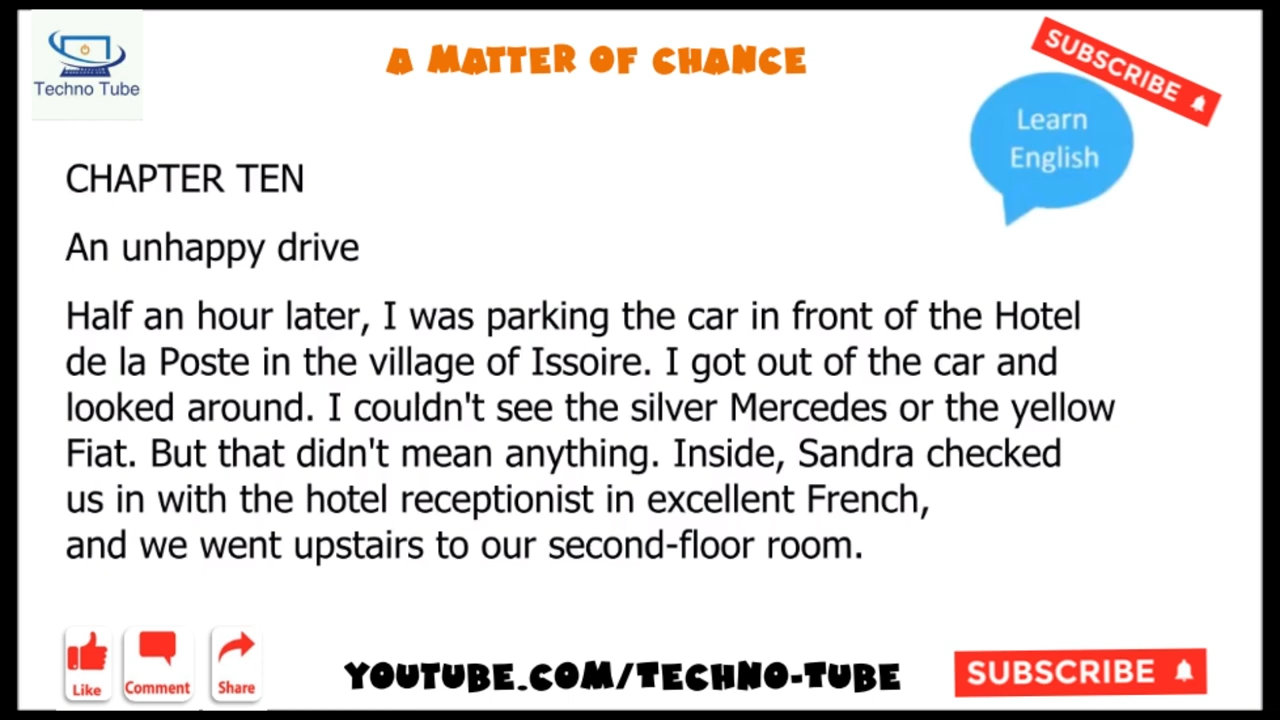 Techno Tube
A MATTER OF CHANCE
SUBSCRIBE
Learn
English
CHAPTER TEN
An unhappy drive
Half an hour later, I was parking the car in front of the Hotel
de la Poste in the village of Issoire. I got out of the car and
looked around. I couldn't see the silver Mercedes or the yellow
Fiat. But that didn't mean anything. Inside, Sandra checked
us in with the hotel receptionist in excellent French,
and we went upstairs to our second-floor room.
Like
Comment
Share
YOUTUBE.COM/TECHNO-TUBE
SUBSCRIBE